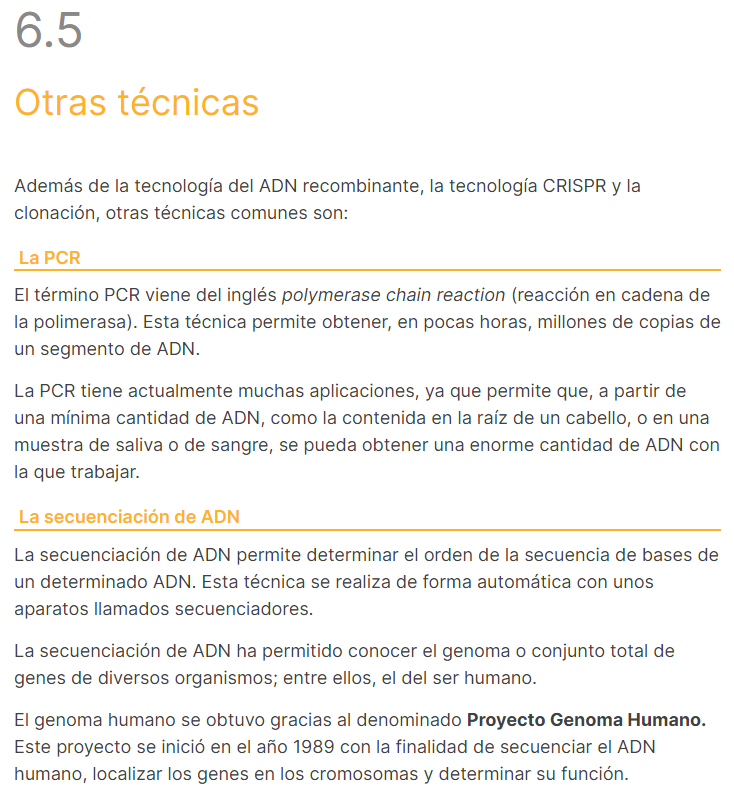 6.5
Otras técnicas
Además de la tecnología del ADN recombinante, la tecnología CRISPR y la
clonación, otras técnicas comunes son:
La PCR
El término PCR viene del inglés polymerase chain reaction (reacción en cadena de
la polimerasa). Esta técnica permite obtener, en pocas horas, millones de copias de
un segmento de ADN.
La PCR tiene actualmente muchas aplicaciones, ya que permite que, a partir de
una mínima cantidad de ADN, como la contenida en la raíz de un cabello, o en una
muestra de saliva o de sangre, se pueda obtener una enorme cantidad de ADN con
la que trabajar.
La secuenciación de ADN
La secuenciación de ADN permite determinar el orden de la secuencia de bases de
un determinado ADN. Esta técnica se realiza de forma automática con unos
aparatos llamados secuenciadores.
La secuenciación de ADN ha permitido conocer el genoma o conjunto total de
genes de diversos organismos; entre ellos, el del ser humano.
El genoma humano se obtuvo gracias al denominado Proyecto Genoma Humano.
Este proyecto se inició en el año 1989 con la finalidad de secuenciar el ADN
humano, localizar los genes en los cromosomas y determinar su función.